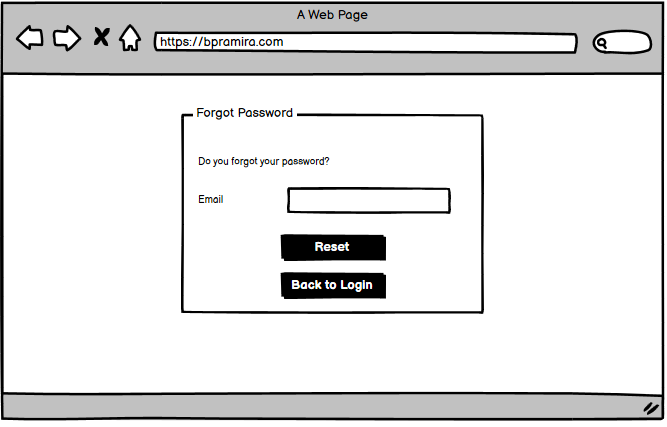 A Web Page
https://bpramira.com
Forgot Password
Do you forgot your password?
Email
Reset
Back to Login